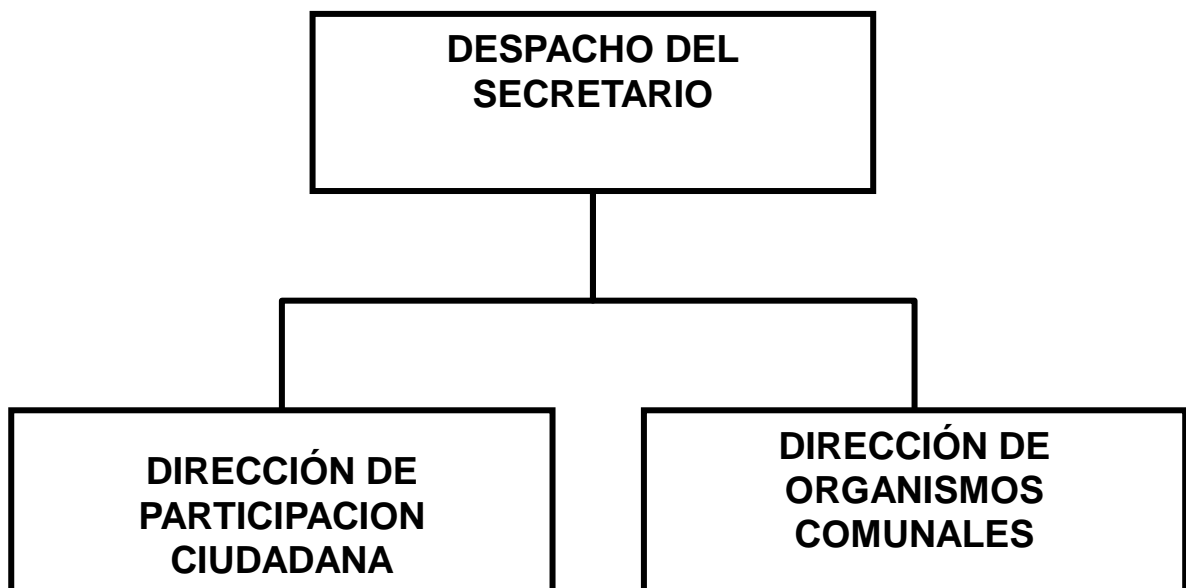 DESPACHO DEL
SECRETARIO
DIRECCIÓN DE
PARTICIPACION
CIUDADANA
DIRECCIÓN DE
ORGANISMOS
COMUNALES